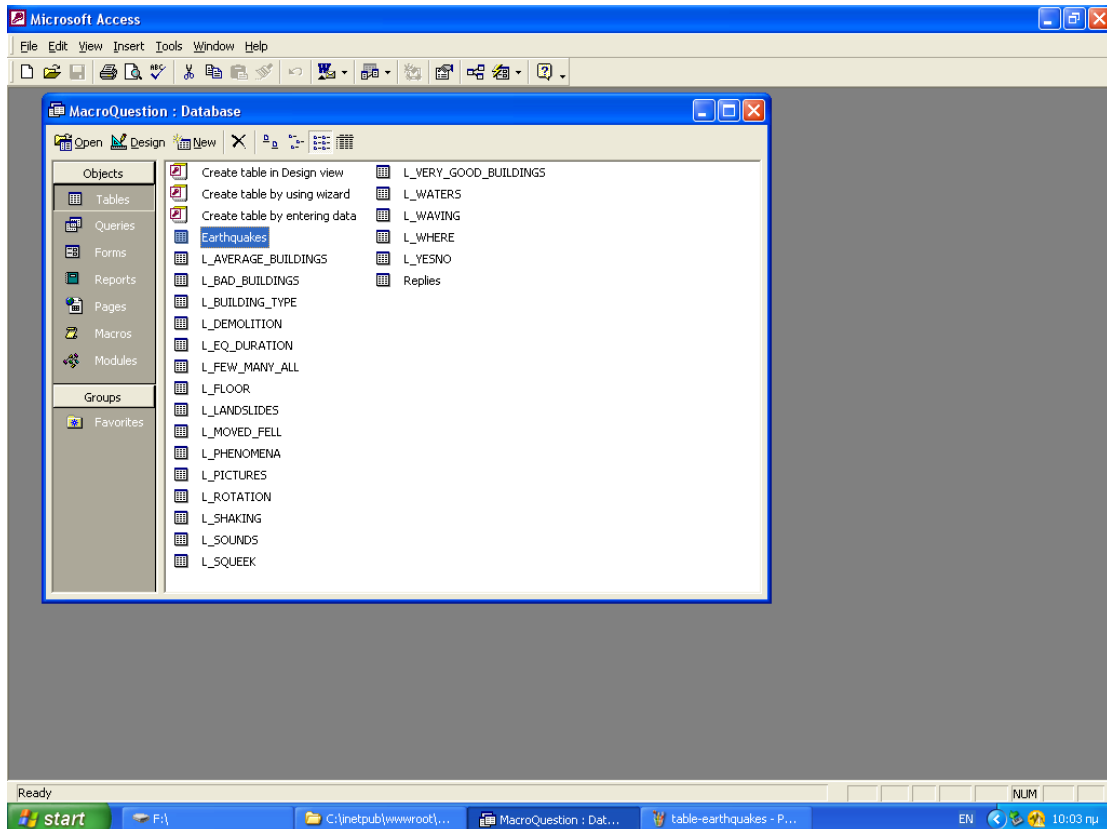 Microsoft Access
File Edit View Insert Tools Window Help
MacroQuestion : Database
Open Design New
Objects
Tables
Queries
Forms
Reports
Pages
Macros
Modules
Groups
Favorites
Create table in Design view
Create table by using wizard
Create table by entering data
Earthquakes
L_AVERAGE_BUILDINGS
L_BAD_BUILDINGS
L_BUILDING_TYPE
L_DEMOLITION
L_EQ_DURATION
L_FEW_MANY_ALL
L_FLOOR
L_LANDSLIDES
L_MOVED_FELL
L_PHENOMENA
L_PICTURES
L_ROTATION
L_SHAKING
L_SOUNDS
L_SQUEEK
L_VERY_GOOD_BUILDINGS
L_WATERS
L_WAVING
L_WHERE
L_YESNO
Replies
Ready
NUM
start F:\ C:\inetpub\wwwroot\... MacroQuestion : Dat... table-earthquakes - P... EN 10:03 πμ